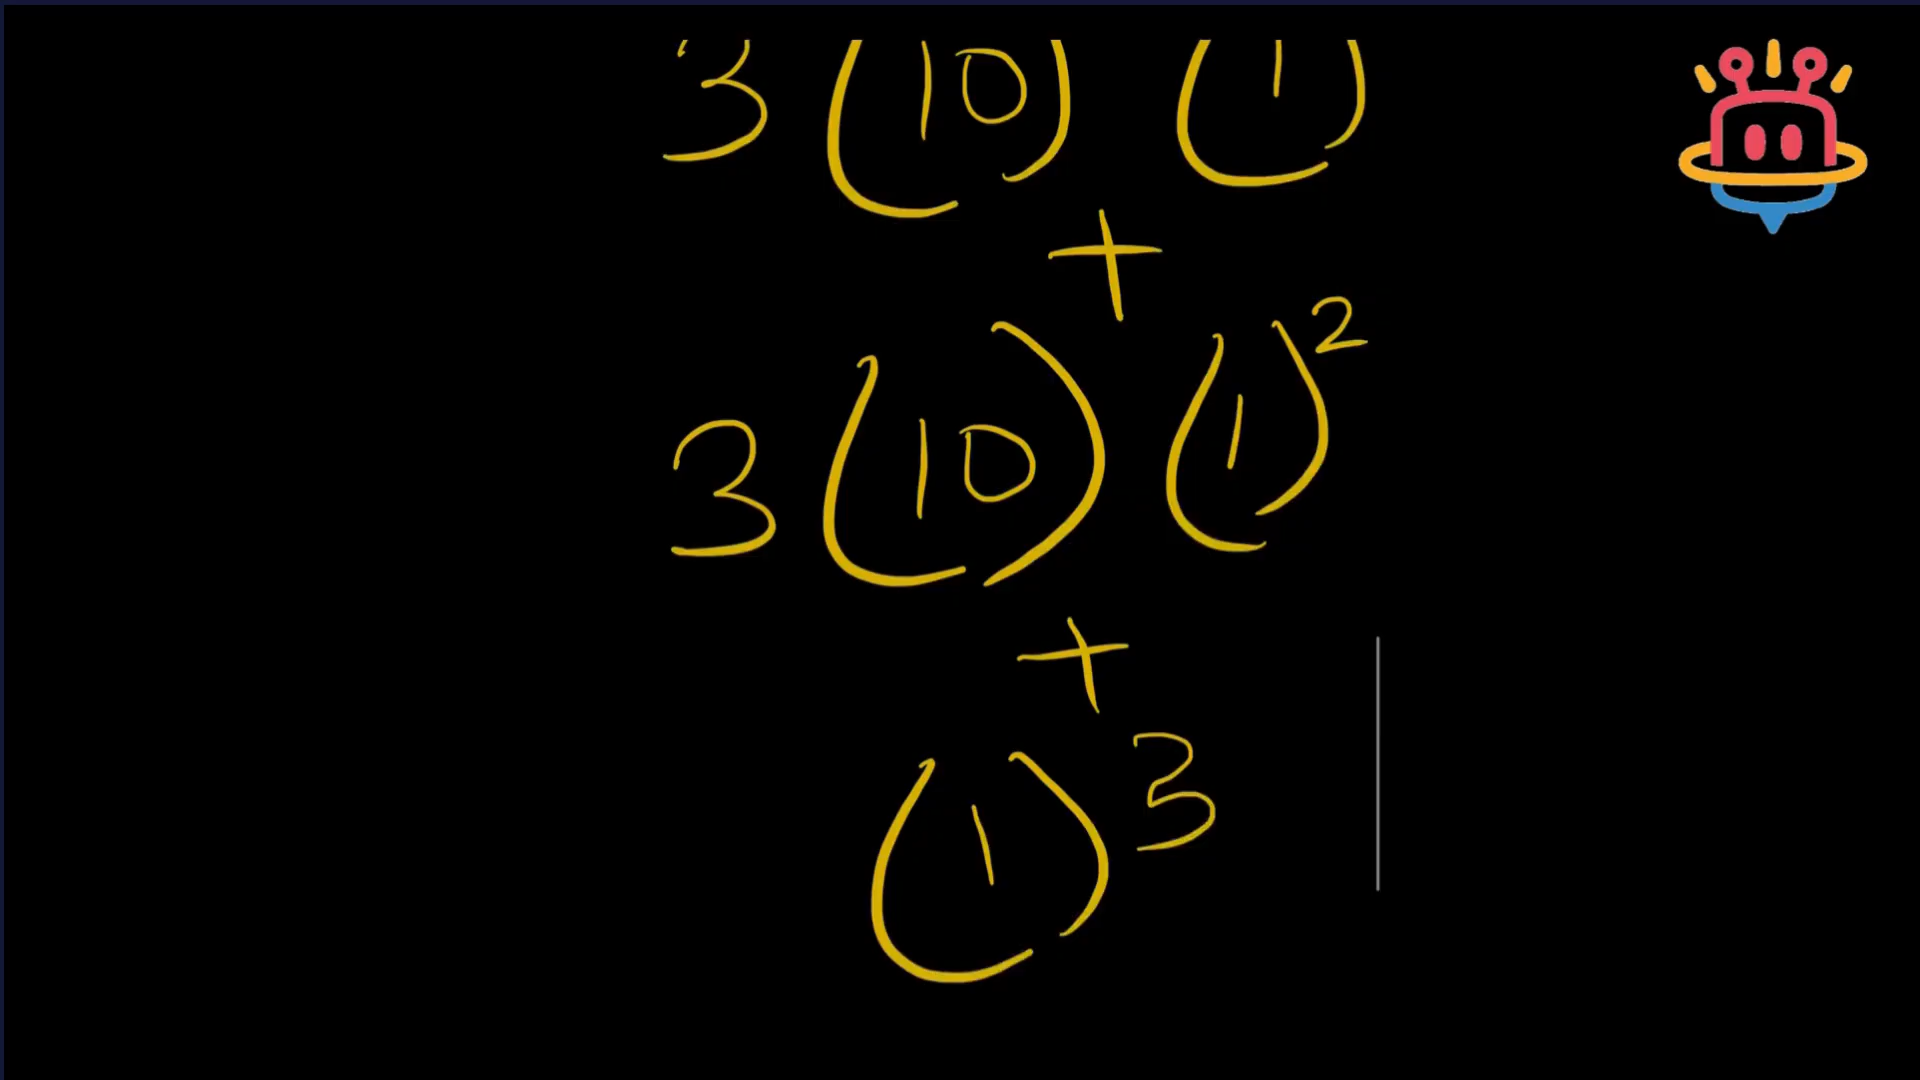 3 (10) (1)
+
3 (10) (1)²
+
(1)³